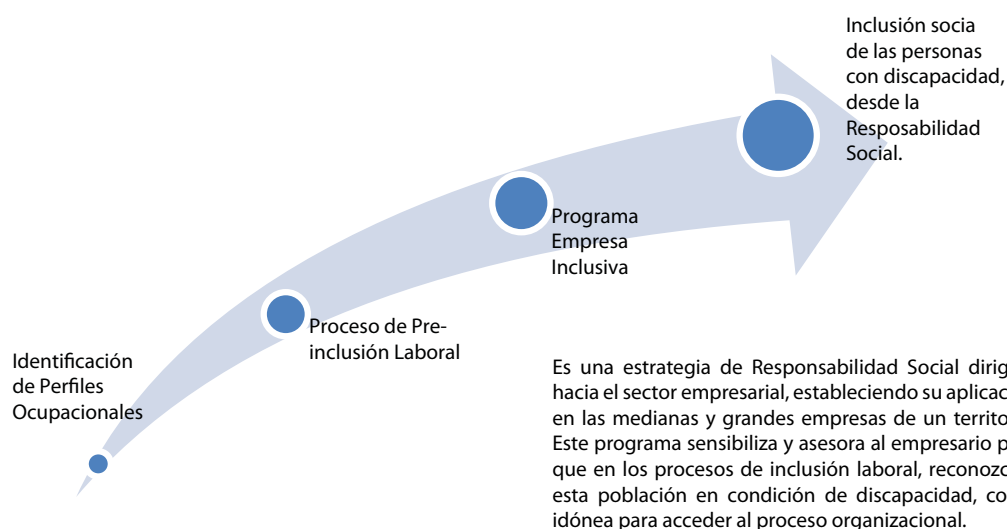 Inclusión socia
de las personas
con discapacidad,
desde la
Resposabilidad
Social.
Programa
Empresa
Inclusiva
Proceso de Pre-
inclusión Laboral
Identificación
de Perfiles
Ocupacionales
Es una estrategia de Responsabilidad Social dirig
hacia el sector empresarial, estableciendo su aplicac
en las medianas y grandes empresas de un territo
Este programa sensibiliza y asesora al empresario p
que en los procesos de inclusión laboral, reconozc
esta población en condición de discapacidad, co
idónea para acceder al proceso organizacional.